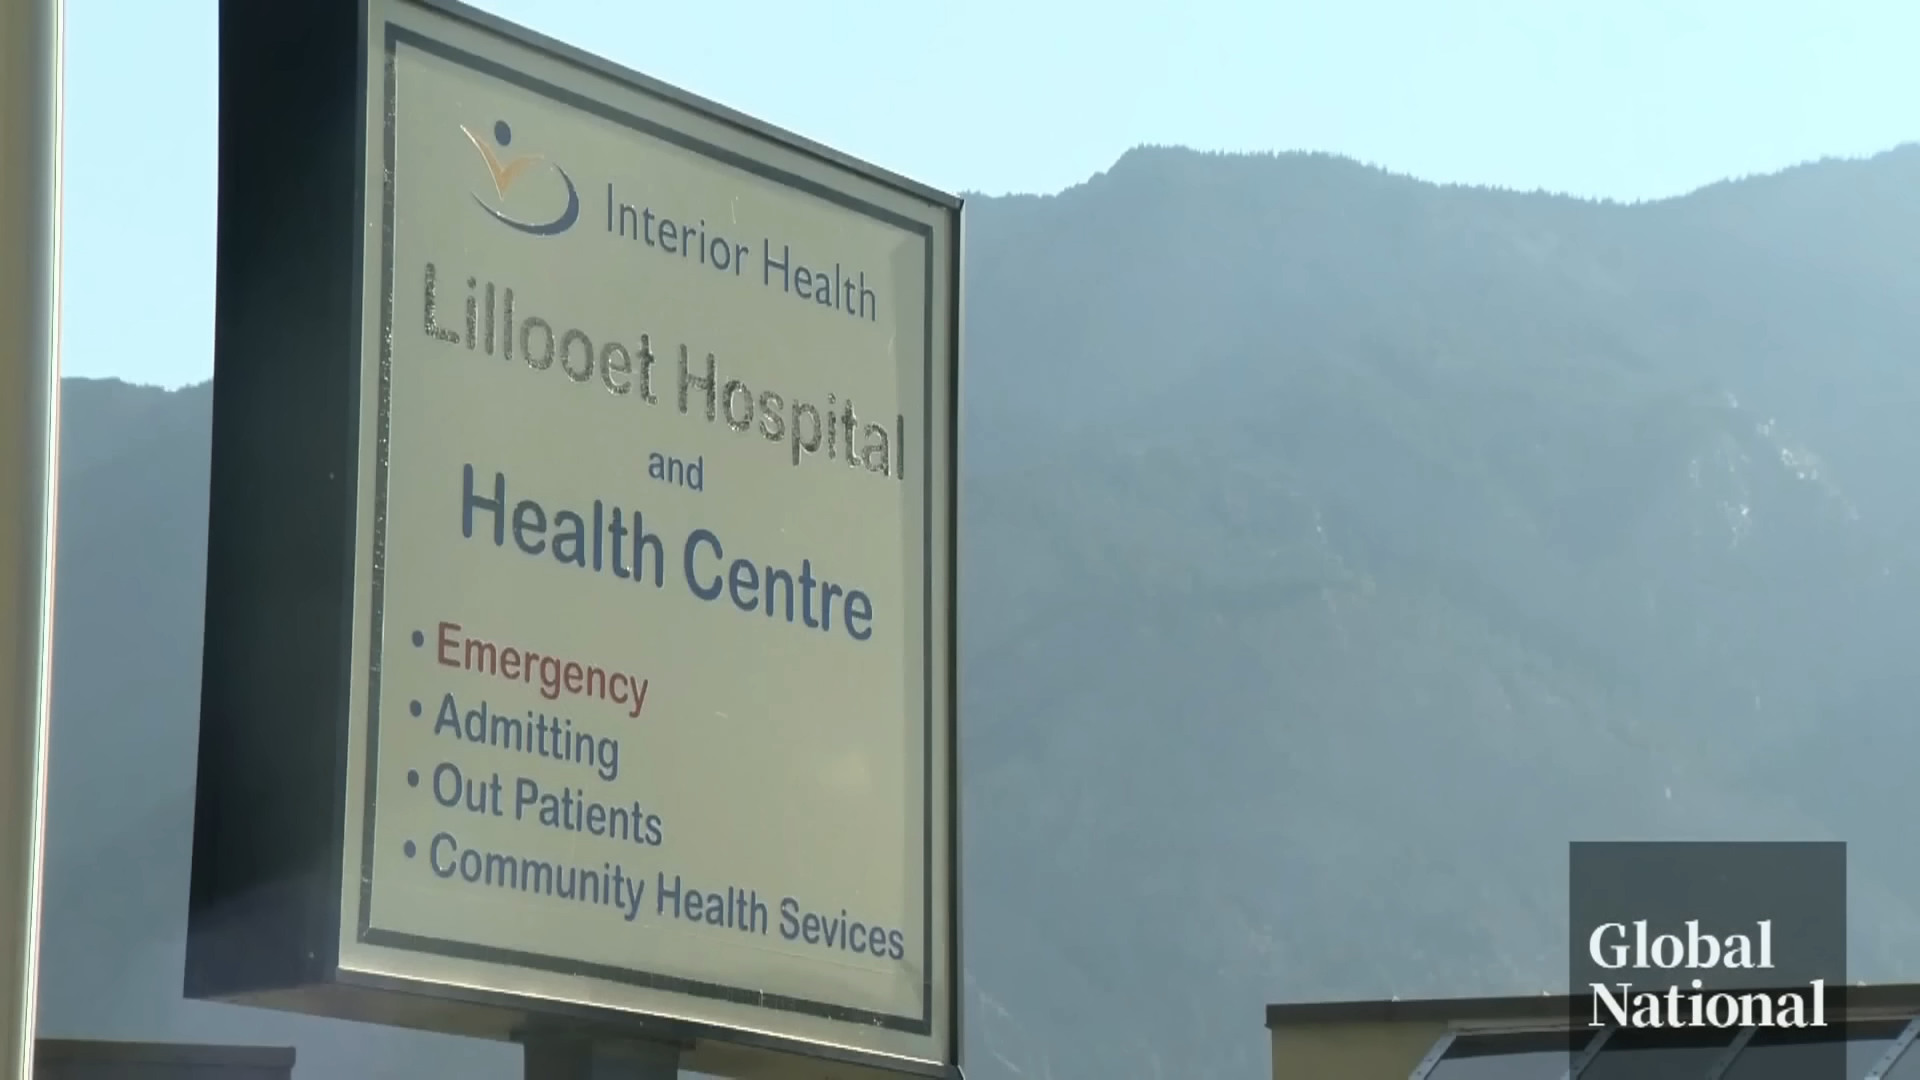 Interior Health
Lillooet Hospital
and
Health Centre
• Emergency
• Admitting
• Out Patients
• Community Health Sevices
Global
National